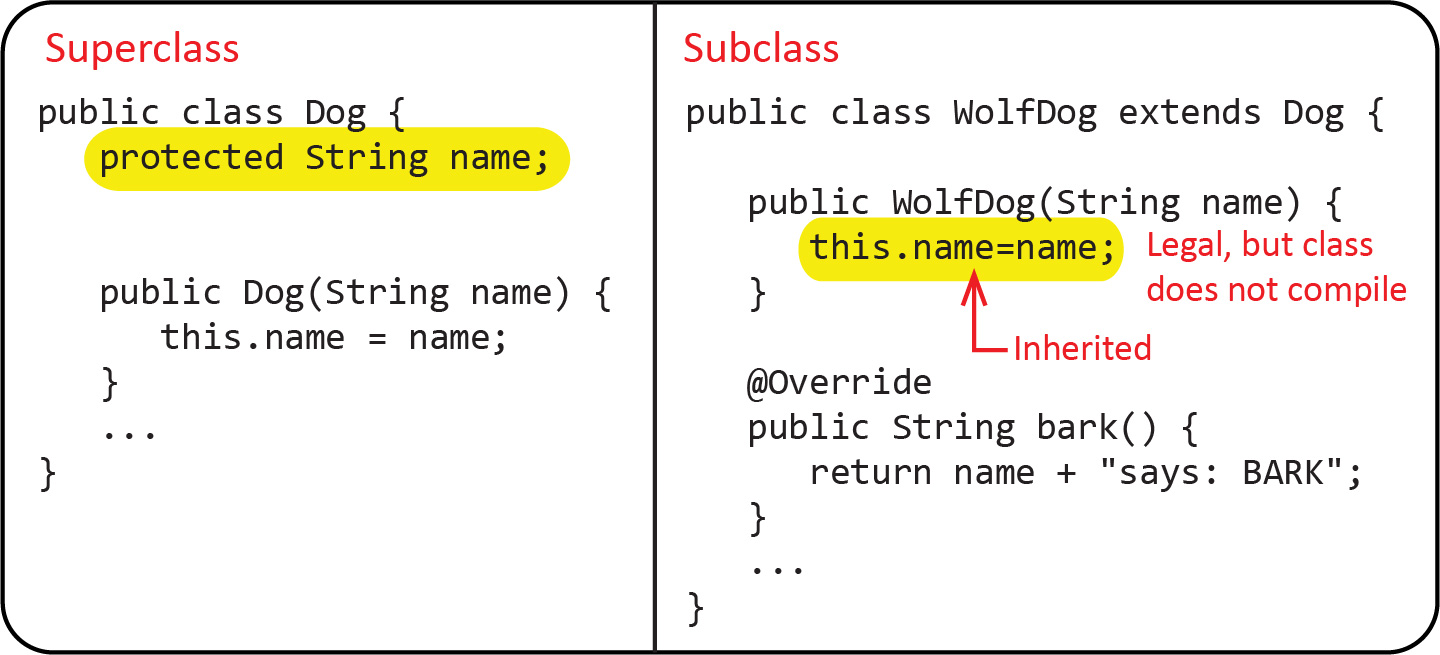 Superclass
public class Dog {
protected String name;
public Dog(String name) {
this.name = name;
}
...
}
Subclass
public class WolfDog extends Dog {
public WolfDog(String name) {
this.name=name;
Legal, but class
does not compile
}
Inherited
@Override
public String bark() {
return name + "says: BARK";
}
...
}